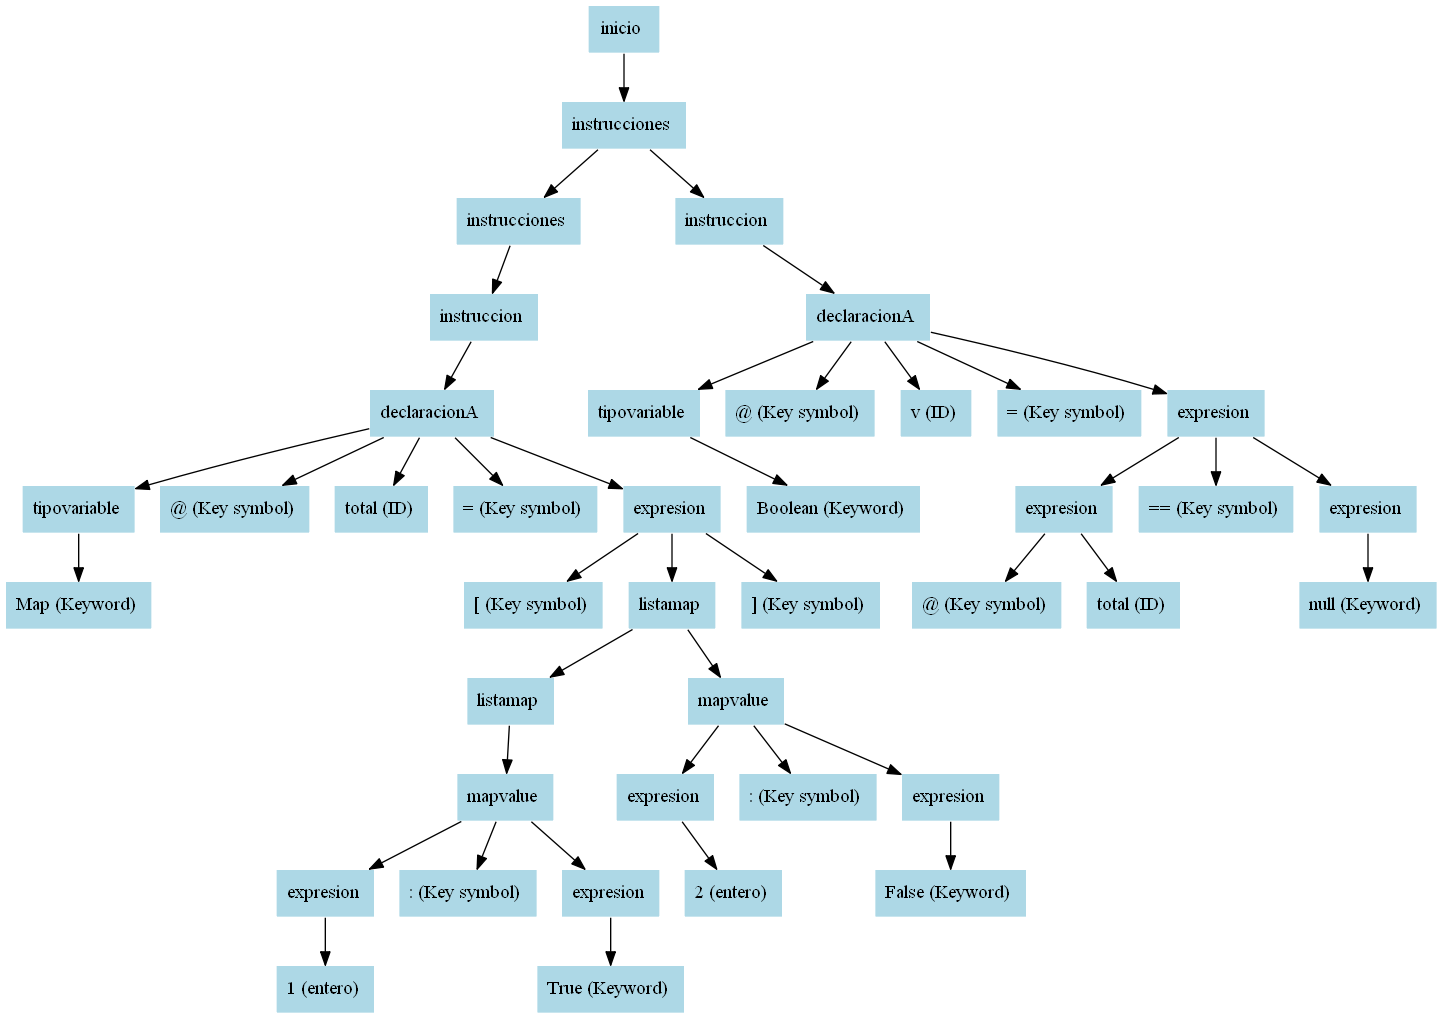 inicio
instrucciones
instrucciones
instruccion
instruccion
declaracionA
declaracionA
tipovariable
@ (Key symbol)
v (ID)
= (Key symbol)
expresion
tipovariable
@ (Key symbol)
total (ID)
= (Key symbol)
expresion
Boolean (Keyword)
expresion
== (Key symbol)
expresion
Map (Keyword)
[ (Key symbol)
listamap
] (Key symbol)
@ (Key symbol)
total (ID)
null (Keyword)
listamap
mapvalue
mapvalue
expresion
: (Key symbol)
expresion
expresion
: (Key symbol)
expresion
2 (entero)
False (Keyword)
1 (entero)
True (Keyword)